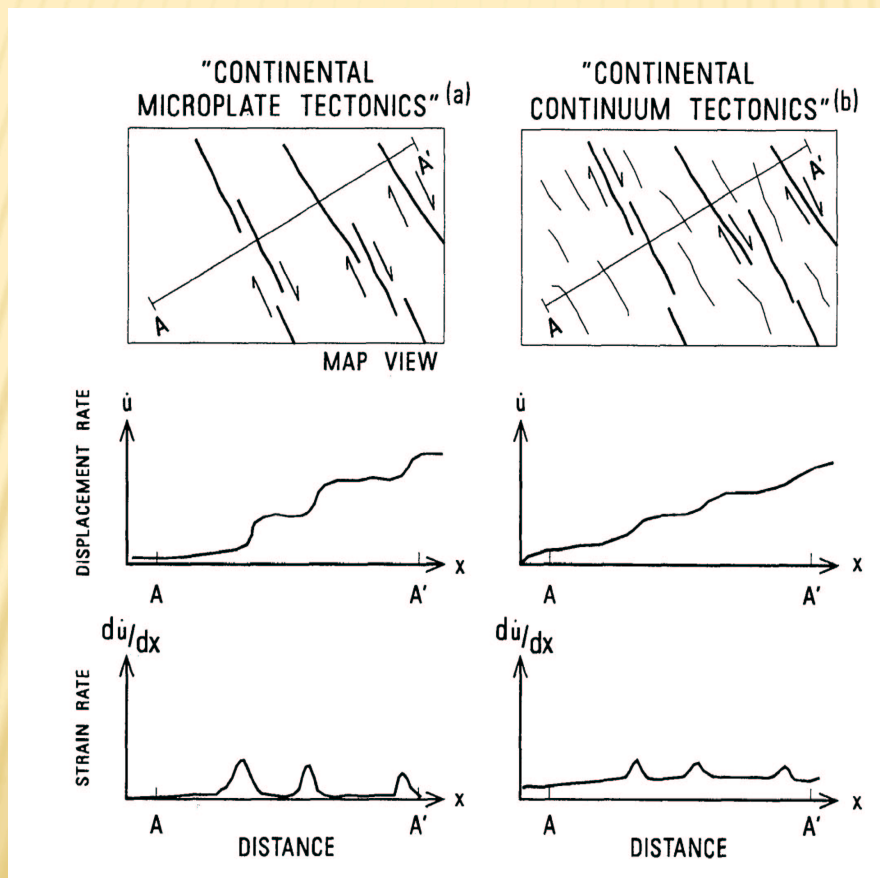 "CONTINENTAL
MICROPLATE TECTONICS" (a)
A'
A
MAP VIEW
"CONTINENTAL
CONTINUUM TECTONICS" (b)
A'
A
DISPLACEMENT RATE
u̇
x
A
A'
u̇
x
A
A'
STRAIN RATE
du̇/dx
x
A
A'
DISTANCE
du̇/dx
x
A
A'
DISTANCE